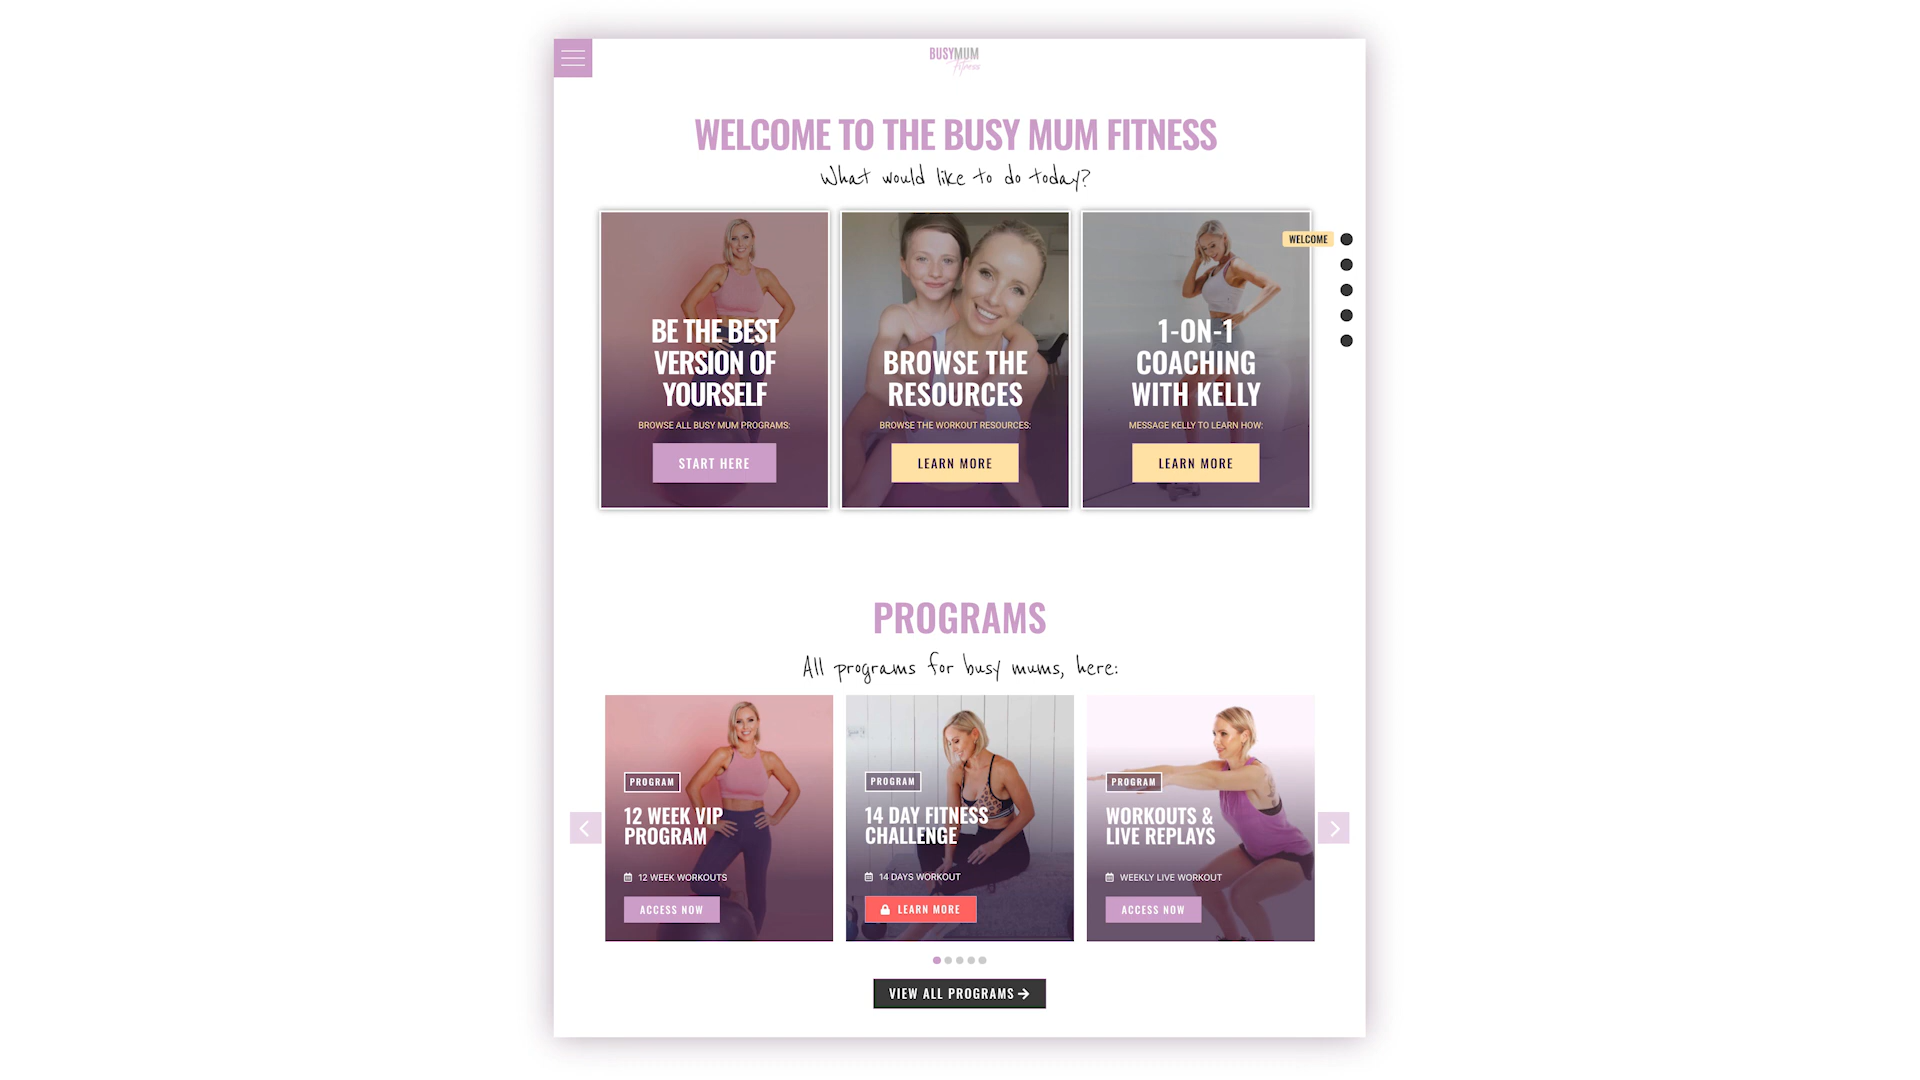 BUSYMUM
Fitness
WELCOME TO THE BUSY MUM FITNESS
What would like to do today?
BE THE BEST
VERSION OF
YOURSELF
BROWSE ALL BUSY MUM PROGRAMS:
START HERE
BROWSE THE
RESOURCES
BROWSE THE WORKOUT RESOURCES:
LEARN MORE
1-ON-1
COACHING
WITH KELLY
MESSAGE KELLY TO LEARN HOW:
LEARN MORE
WELCOME
PROGRAMS
All programs for busy mums, here:
PROGRAM
12 WEEK VIP
PROGRAM
12 WEEK WORKOUTS
ACCESS NOW
PROGRAM
14 DAY FITNESS
CHALLENGE
14 DAYS WORKOUT
LEARN MORE
PROGRAM
WORKOUTS &
LIVE REPLAYS
WEEKLY LIVE WORKOUT
ACCESS NOW
VIEW ALL PROGRAMS